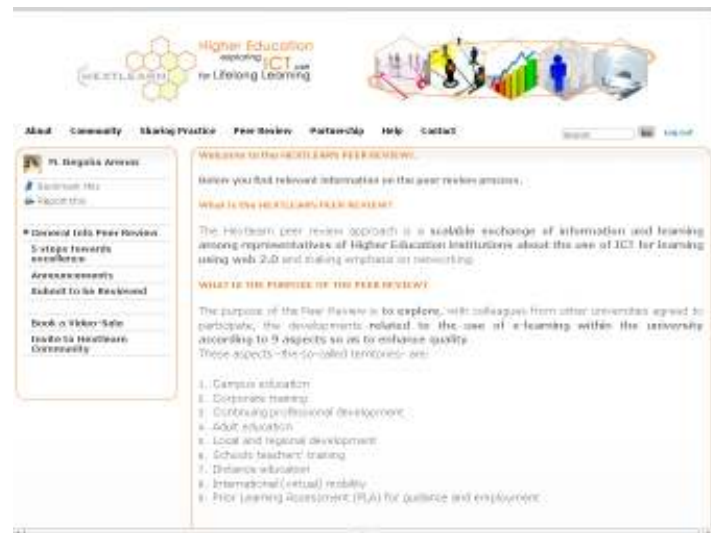 HEXTLEARN
Higher Education
exploring
ICT use
for Lifelong Learning
About Community Sharing Practice Peer Review Partnership Help Contact Search Log out
M. Begoña Arenas
Bookmark this
Report this
General Info Peer Review
5 steps towards
excellence
Announcements
Submit to be Reviewed
Book a Video-Sala
Invite to Hextlearn
Community
Welcome to the HEXTLEARN PEER REVIEW!.
Below you find relevant information on the peer review process.
What is the HEXTLEARN PEER REVIEW?
The Hextlearn peer review approach is a scalable exchange of information and learning
among representatives of Higher Education Institutions about the use of ICT for learning
using web 2.0 and making emphasis on networking.
WHAT IS THE PURPOSE OF THE PEER REVIEW?
The purpose of the Peer Review is to explore, with colleagues from other universities agreed to
participate, the developments related to the use of e-learning within the university
according to 9 aspects so as to enhance quality.
These aspects -the so-called territories- are:
1. Campus education
2. Corporate training
3. Continuing professional development
4. Adult education
5. Local and regional development
6. Schools teachers' training
7. Distance education
8. International (virtual) mobility
9. Prior Learning Assessment (PLA) for guidance and employment